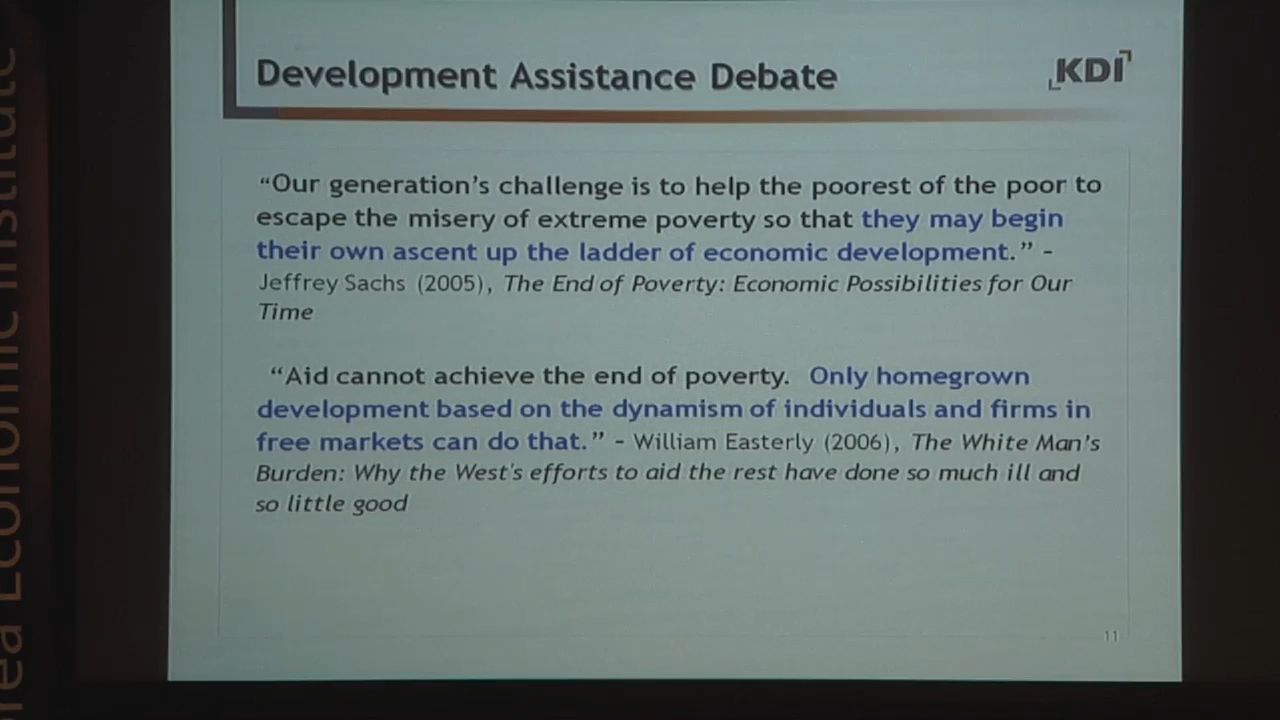 Development Assistance Debate
KDI
“Our generation’s challenge is to help the poorest of the poor to
escape the misery of extreme poverty so that they may begin
their own ascent up the ladder of economic development.” –
Jeffrey Sachs (2005), The End of Poverty: Economic Possibilities for Our
Time
“Aid cannot achieve the end of poverty. Only homegrown
development based on the dynamism of individuals and firms in
free markets can do that.” – William Easterly (2006), The White Man’s
Burden: Why the West's efforts to aid the rest have done so much ill and
so little good
11
rea Economic Institute